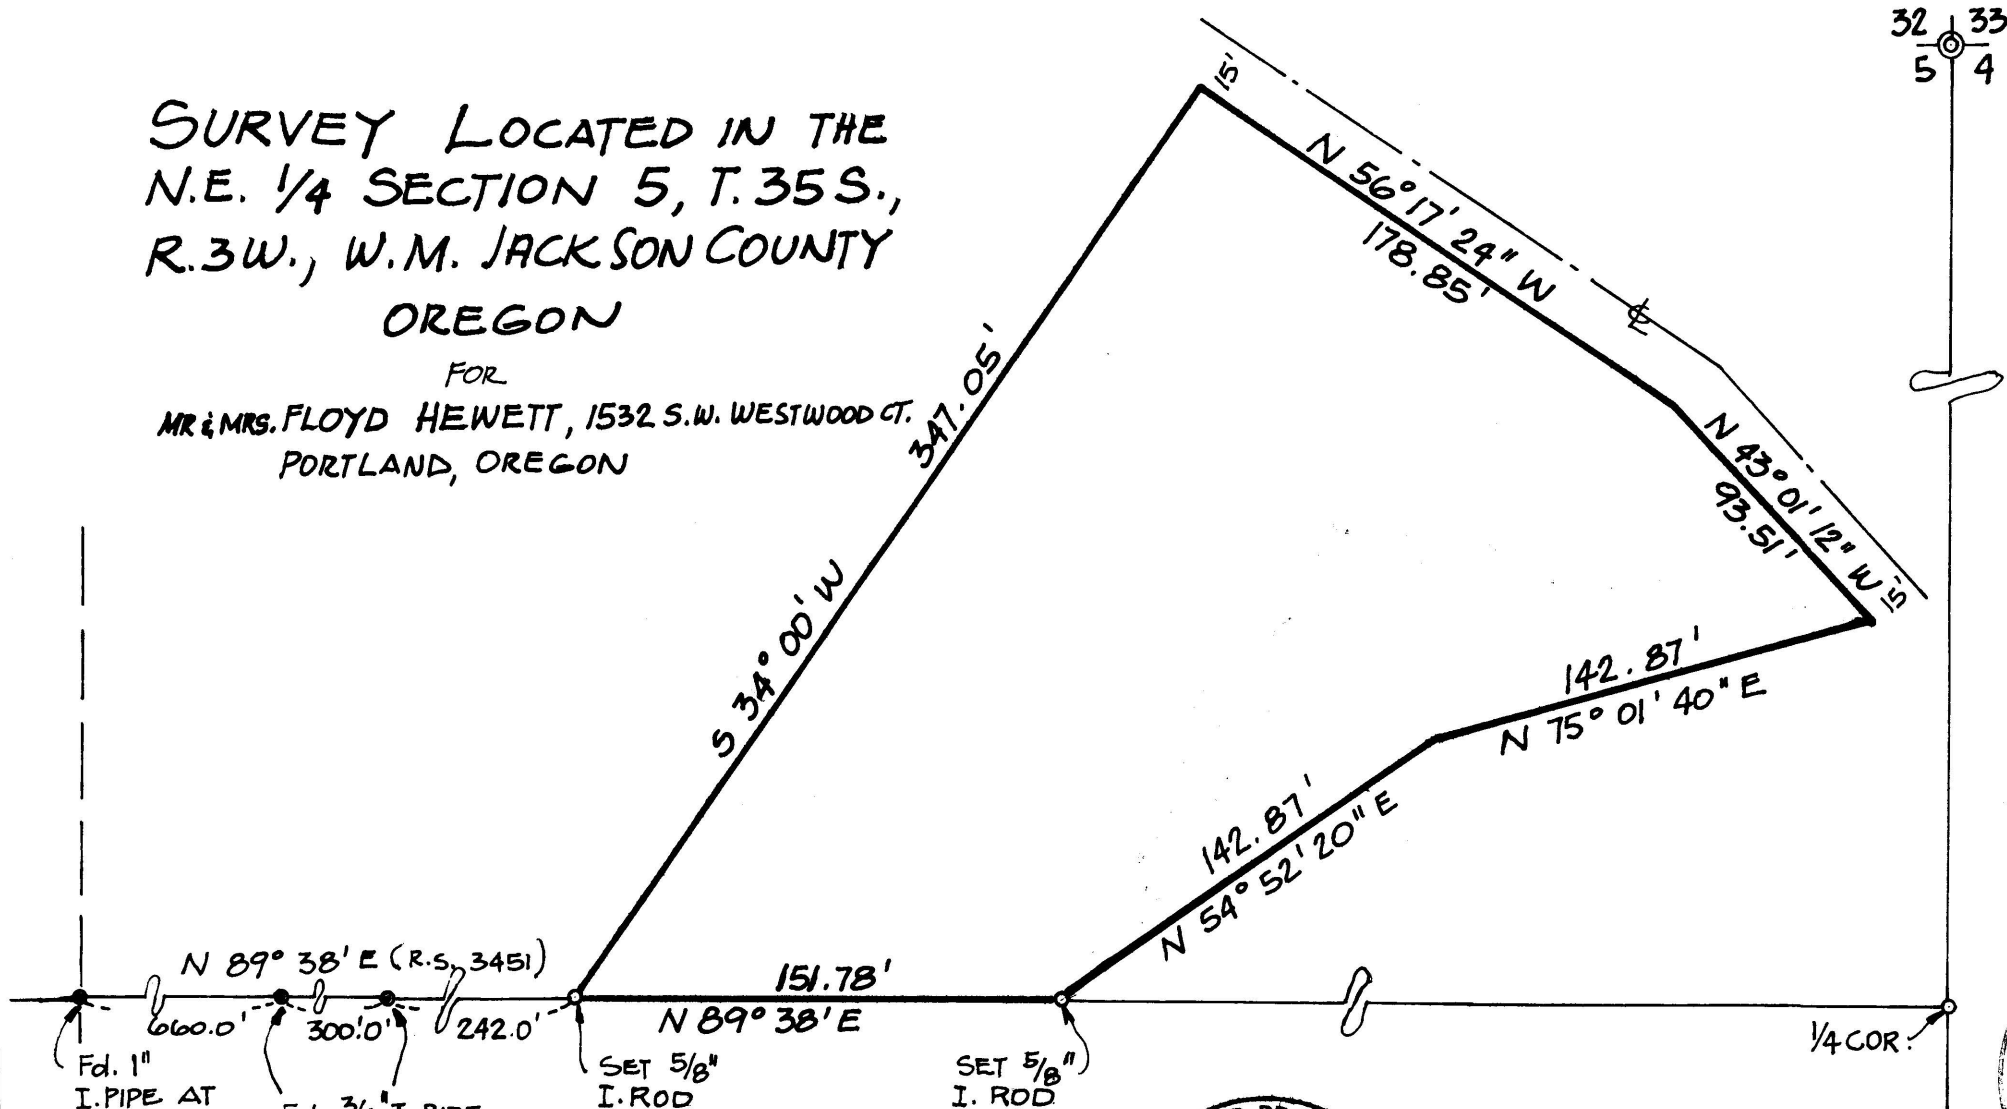 32 33
5 4
SURVEY LOCATED IN THE
N.E. 1/4 SECTION 5, T. 35 S.,
R. 3 W., W.M. JACKSON COUNTY
OREGON
FOR
MR & MRS. FLOYD HEWETT, 1532 S.W. WESTWOOD CT.
PORTLAND, OREGON
15'
N 56° 17' 24" W
178.85'
℄
N 43° 01' 12" W
93.51'
15'
347.05'
S 34° 00' W
142.87'
N 75° 01' 40" E
142.87'
N 54° 52' 20" E
N 89° 38' E (R.S. 3451)
151.78'
N 89° 38' E
660.0'
300.0'
242.0'
1/4 COR.
Fd. 1"
I. PIPE AT
SET 5/8"
I. ROD
SET 5/8"
I. ROD